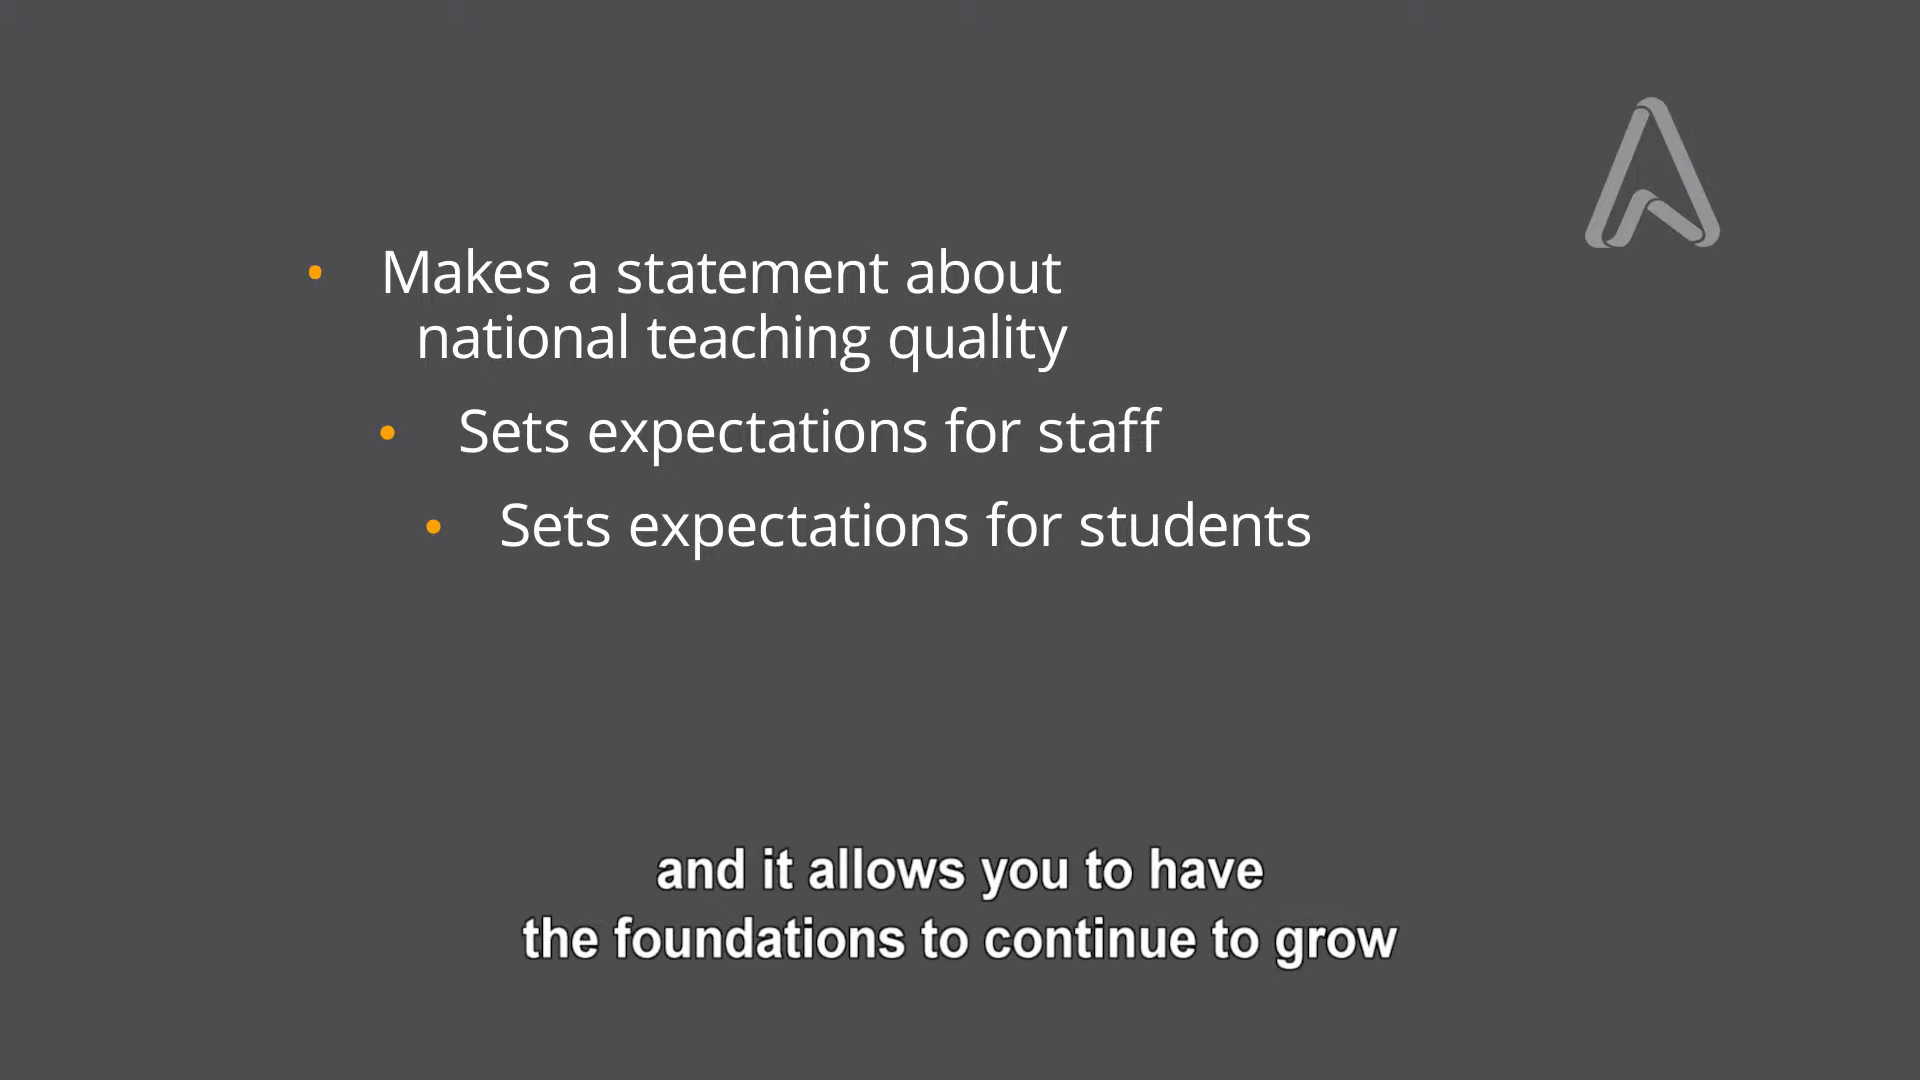 • Makes a statement about
national teaching quality
• Sets expectations for staff
• Sets expectations for students
and it allows you to have
the foundations to continue to grow